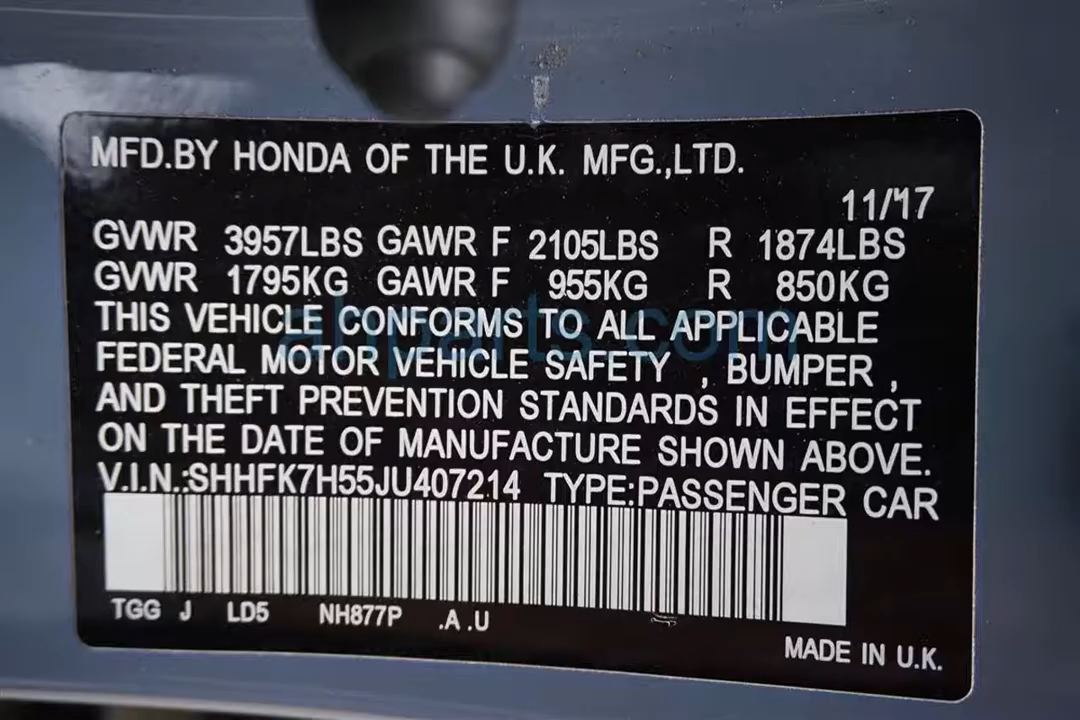 MFD.BY HONDA OF THE U.K. MFG.,LTD.
11/17
GVWR 3957LBS GAWR F 2105LBS R 1874LBS
GVWR 1795KG GAWR F 955KG R 850KG
THIS VEHICLE CONFORMS TO ALL APPLICABLE
FEDERAL MOTOR VEHICLE SAFETY , BUMPER ,
AND THEFT PREVENTION STANDARDS IN EFFECT
ON THE DATE OF MANUFACTURE SHOWN ABOVE.
V.I.N.:SHHFK7H55JU407214 TYPE:PASSENGER CAR
TGG J LD5 NH877P .A .U
MADE IN U.K.
ahparts.com